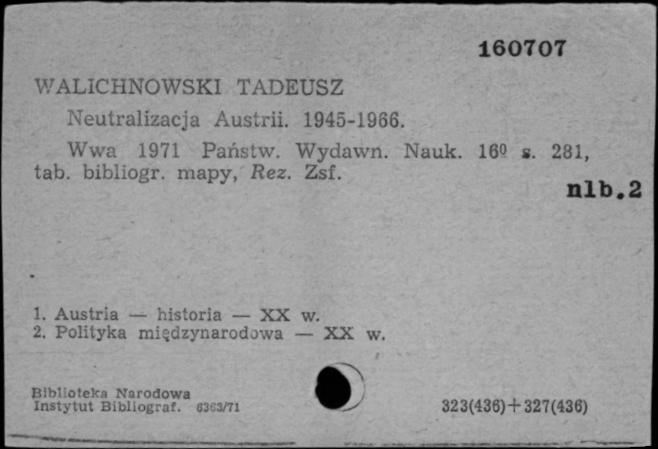 160707
WALICHNOWSKI TADEUSZ
Neutralizacja Austrii. 1945-1966.
Wwa 1971 Państw. Wydawn. Nauk. 16º s. 281,
tab. bibliogr. mapy, Rez. Zsf.
nlb.2
1. Austria — historia — XX w.
2. Polityka międzynarodowa — XX w.
Biblioteka Narodowa
Instytut Bibliograf. 6363/71
323(436)+327(436)